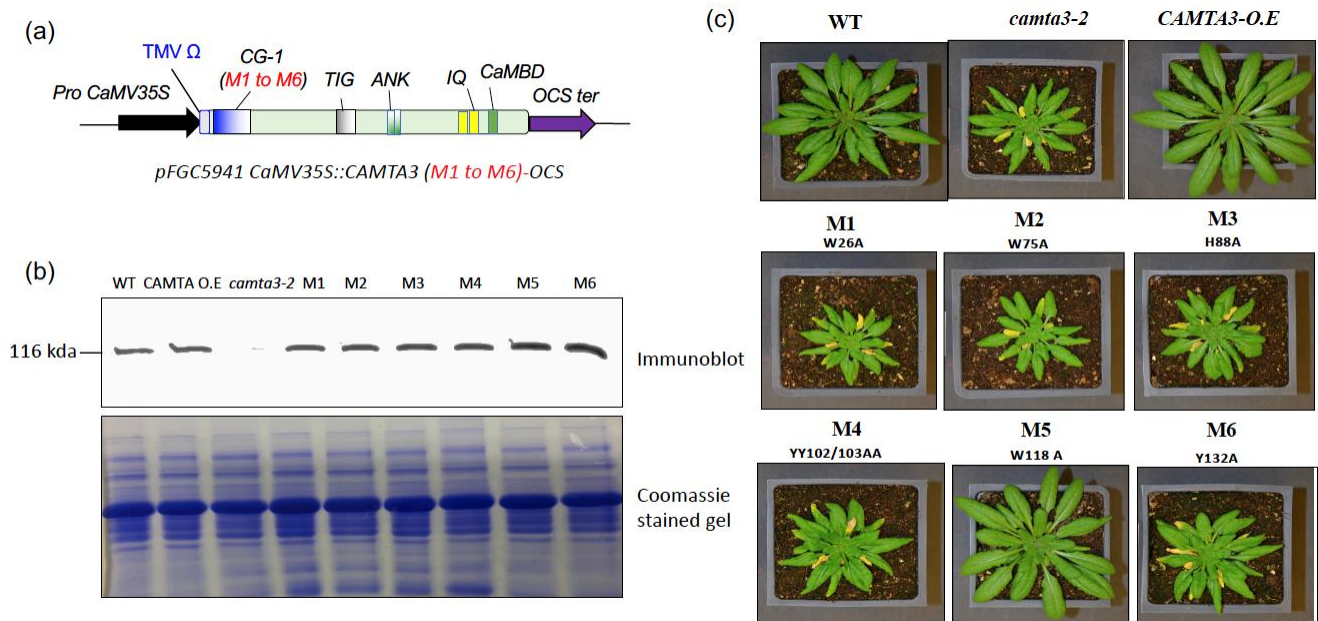 (a)
TMV Ω
CG-1
(M1 to M6)
TIG
ANK
IQ
CaMBD
Pro CaMV35S
OCS ter
pFGC5941 CaMV35S::CAMTA3 (M1 to M6)-OCS
(b)
WT CAMTA O.E camta3-2 M1 M2 M3 M4 M5 M6
116 kda
Immunoblot
Coomassie
stained gel
(c)
WT camta3-2 CAMTA3-O.E
M1 M2 M3
W26A W75A H88A
M4 M5 M6
YY102/103AA W118 A Y132A